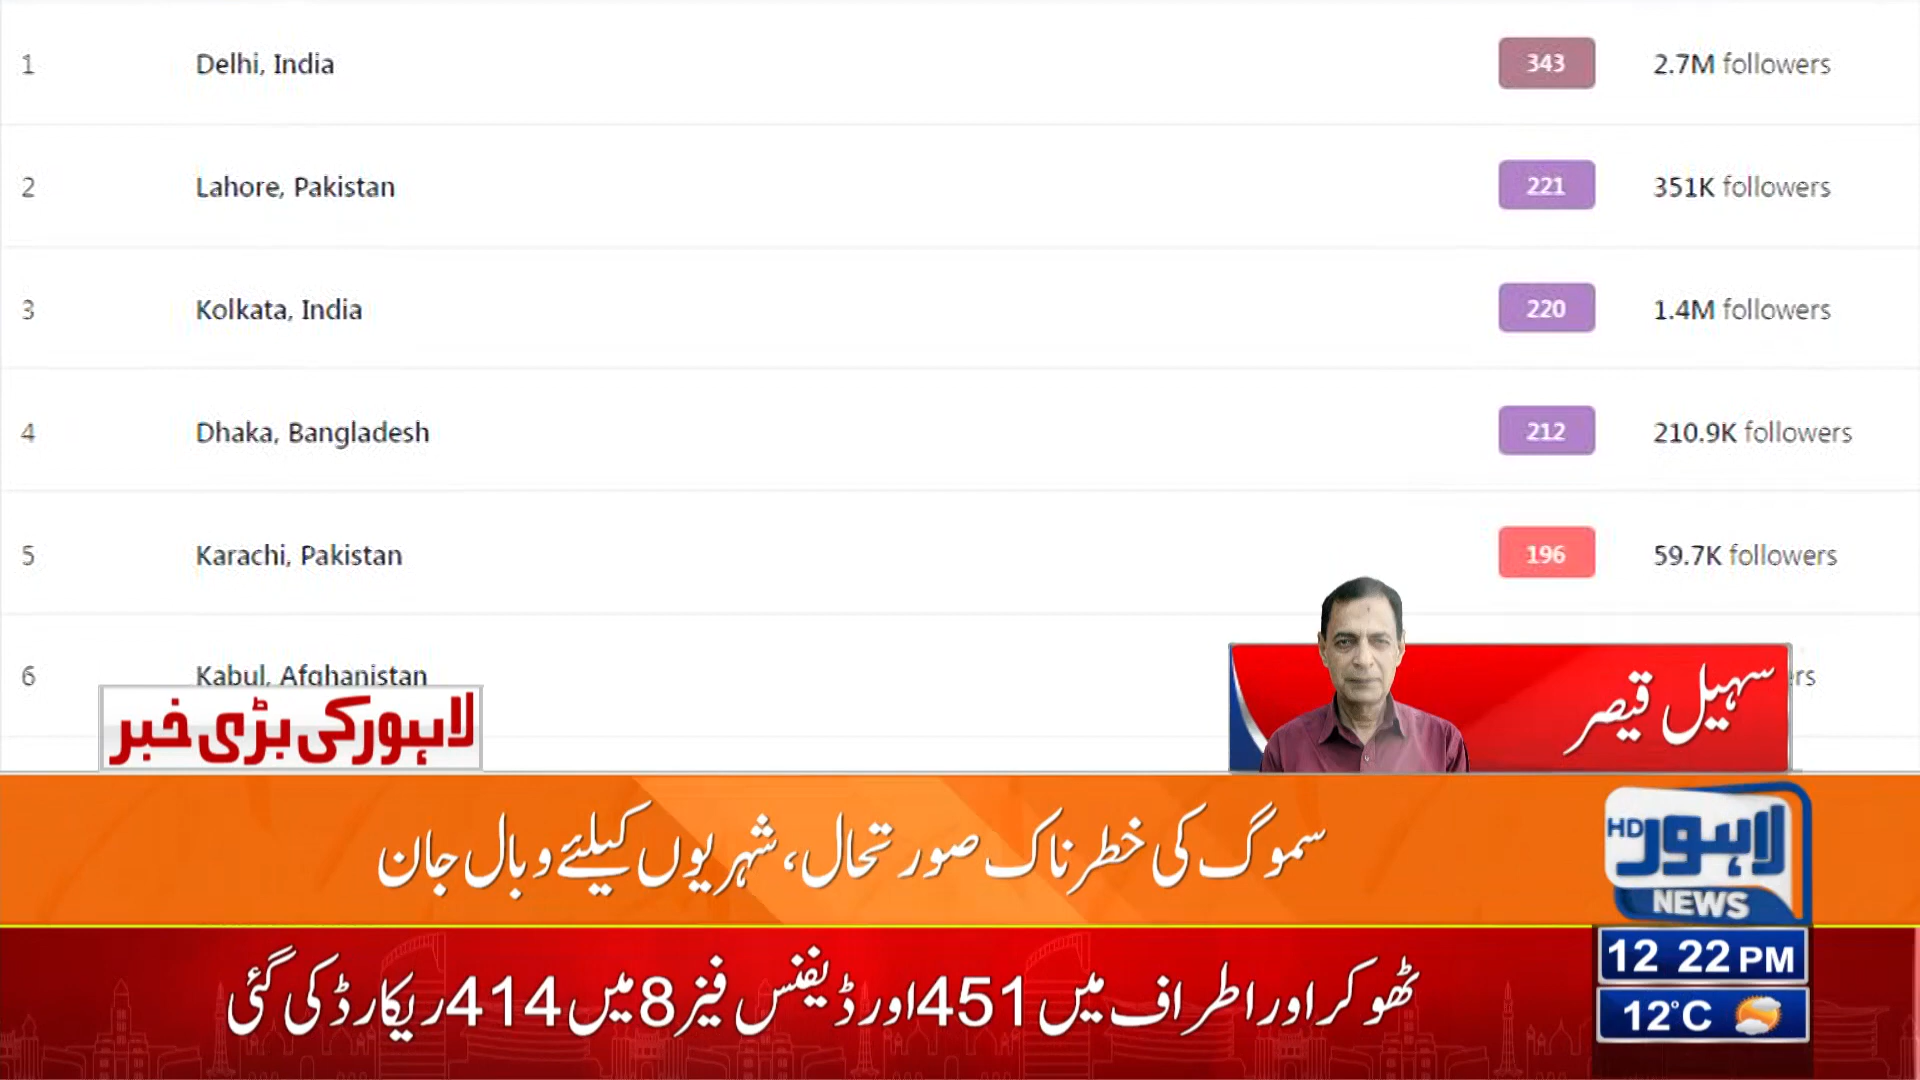 1 Delhi, India 343 2.7M followers
2 Lahore, Pakistan 221 351K followers
3 Kolkata, India 220 1.4M followers
4 Dhaka, Bangladesh 212 210.9K followers
5 Karachi, Pakistan 196 59.7K followers
6 Kabul, Afghanistan
سہیل قیصر
لاہور کی بڑی خبر
سموگ کی خطرناک صورتحال، شہریوں کیلئے وبال جان
لاہور HD
NEWS
ٹھوکر اور اطراف میں 451 اور ڈیفنس فیز 8 میں 414 ریکارڈ کی گئی
12 22 PM
12°C